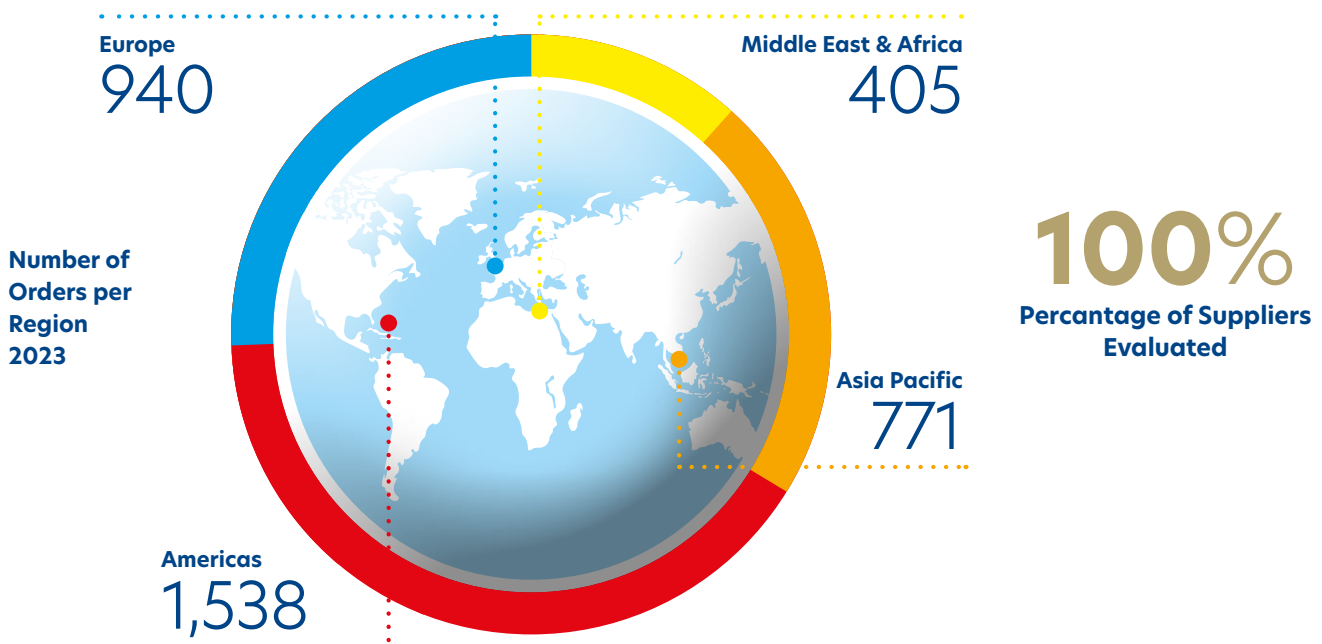 Europe
940
Middle East & Africa
405
Number of
Orders per
Region
2023
100%
Percantage of Suppliers
Evaluated
Asia Pacific
771
Americas
1,538